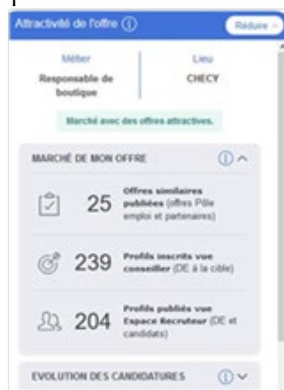 Attractivité de l'offre
Réduire
Métier
Lieu
Responsable de
boutique
CHECY
Marché avec des offres attractives.
MARCHÉ DE MON OFFRE
25
Offres similaires
publiées (offres Pôle
emploi et partenaires)
239
Profils inscrits vue
conseiller (DE à la cible)
204
Profils publiés vue
Espace Recruteur (DE et
candidats)
EVOLUTION DES CANDIDATURES